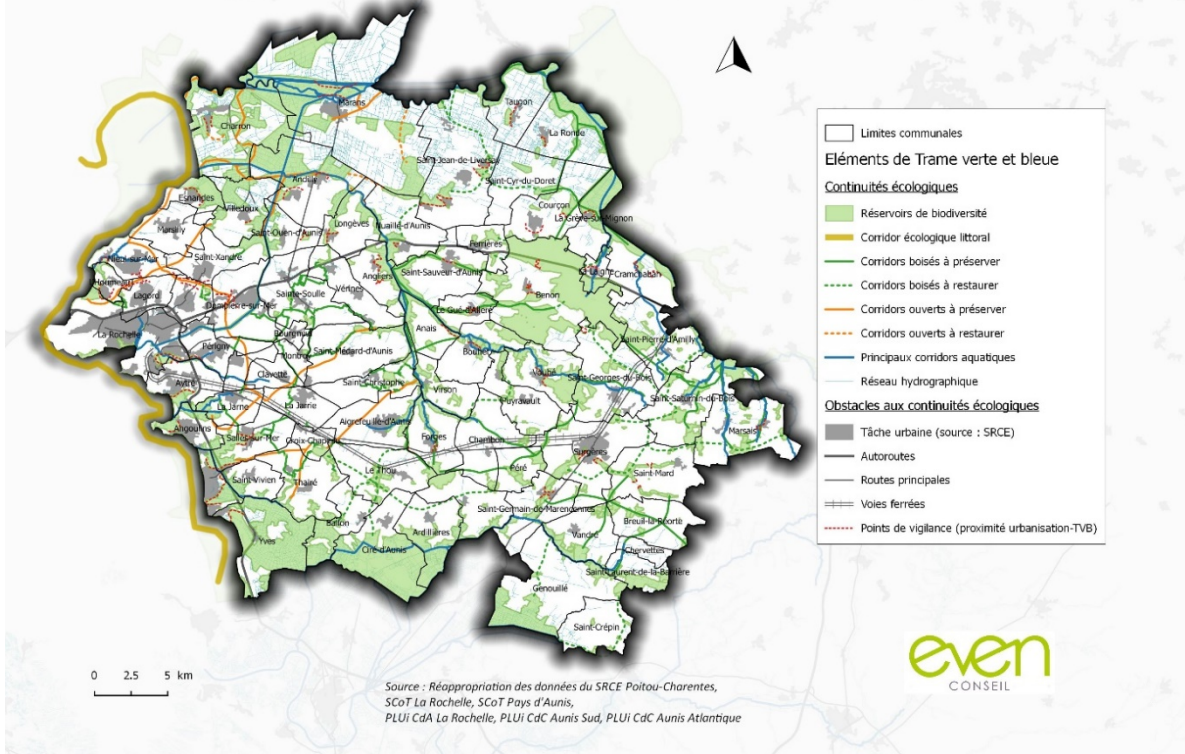 Marans
Taugon
Charron
La Ronde
Saint-Jean-de-Liversay
Saint-Cyr-du-Doret
Andilly
Esnandes
Villedoux
Longèves
Courçon
La Grève-sur-Mignon
Marsilly
Saint-Ouen-d'Aunis
Nuaillé-d'Aunis
Ferrières
Saint-Xandre
Nieul-sur-Mer
Angliers
Saint-Sauveur-d'Aunis
La Laigne
Cramchaban
L'Houmeau
Lagord
Sainte-Soulle
Vérines
Benon
Dompierre-sur-Mer
Le Gué-d'Alleré
La Rochelle
Périgny
Bourgneuf
Anais
Montroy
Saint-Médard-d'Aunis
Bouhet
Saint-Pierre-d'Amilly
Clavette
Vouhé
Saint-Georges-du-Bois
Aytré
Saint-Christophe
Virson
La Jarne
La Jarrie
Puyravault
Saint-Saturnin-du-Bois
Angoulins
Aigrefeuille-d'Aunis
Marsais
Salles-sur-Mer
Croix-Chapeau
Forges
Chambon
Surgères
Le Thou
Péré
Saint-Mard
Saint-Vivien
Thairé
Saint-Germain-de-Marencennes
Ballon
Breuil-la-Réorte
Ardillières
Vandré
Yves
Ciré-d'Aunis
Chervettes
Saint-Laurent-de-la-Barrière
Genouillé
Saint-Crépin
Limites communales
Eléments de Trame verte et bleue
Continuités écologiques
Réservoirs de biodiversité
Corridor écologique littoral
Corridors boisés à préserver
Corridors boisés à restaurer
Corridors ouverts à préserver
Corridors ouverts à restaurer
Principaux corridors aquatiques
Réseau hydrographique
Obstacles aux continuités écologiques
Tâche urbaine (source : SRCE)
Autoroutes
Routes principales
Voies ferrées
Points de vigilance (proximité urbanisation-TVB)
0 2.5 5 km
Source : Réappropriation des données du SRCE Poitou-Charentes,
SCoT La Rochelle, SCoT Pays d'Aunis,
PLUi CdA La Rochelle, PLUi CdC Aunis Sud, PLUi CdC Aunis Atlantique
even
CONSEIL